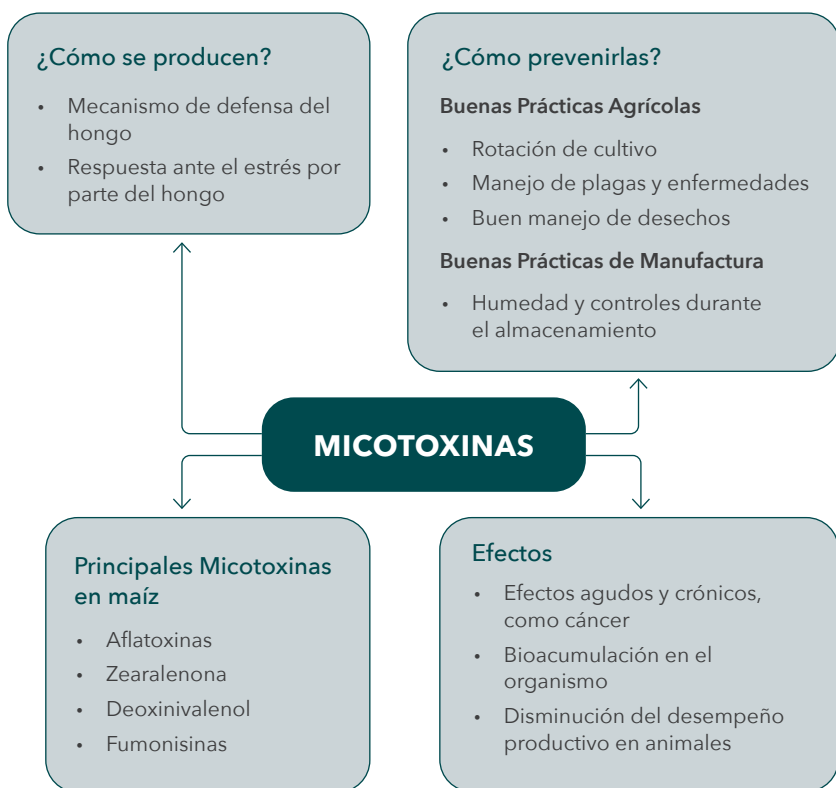 ¿Cómo se producen?
• Mecanismo de defensa del
hongo
• Respuesta ante el estrés por
parte del hongo
¿Cómo prevenirlas?
Buenas Prácticas Agrícolas
• Rotación de cultivo
• Manejo de plagas y enfermedades
• Buen manejo de desechos
Buenas Prácticas de Manufactura
• Humedad y controles durante
el almacenamiento
MICOTOXINAS
Principales Micotoxinas
en maíz
• Aflatoxinas
• Zearalenona
• Deoxinivalenol
• Fumonisinas
Efectos
• Efectos agudos y crónicos,
como cáncer
• Bioacumulación en el
organismo
• Disminución del desempeño
productivo en animales